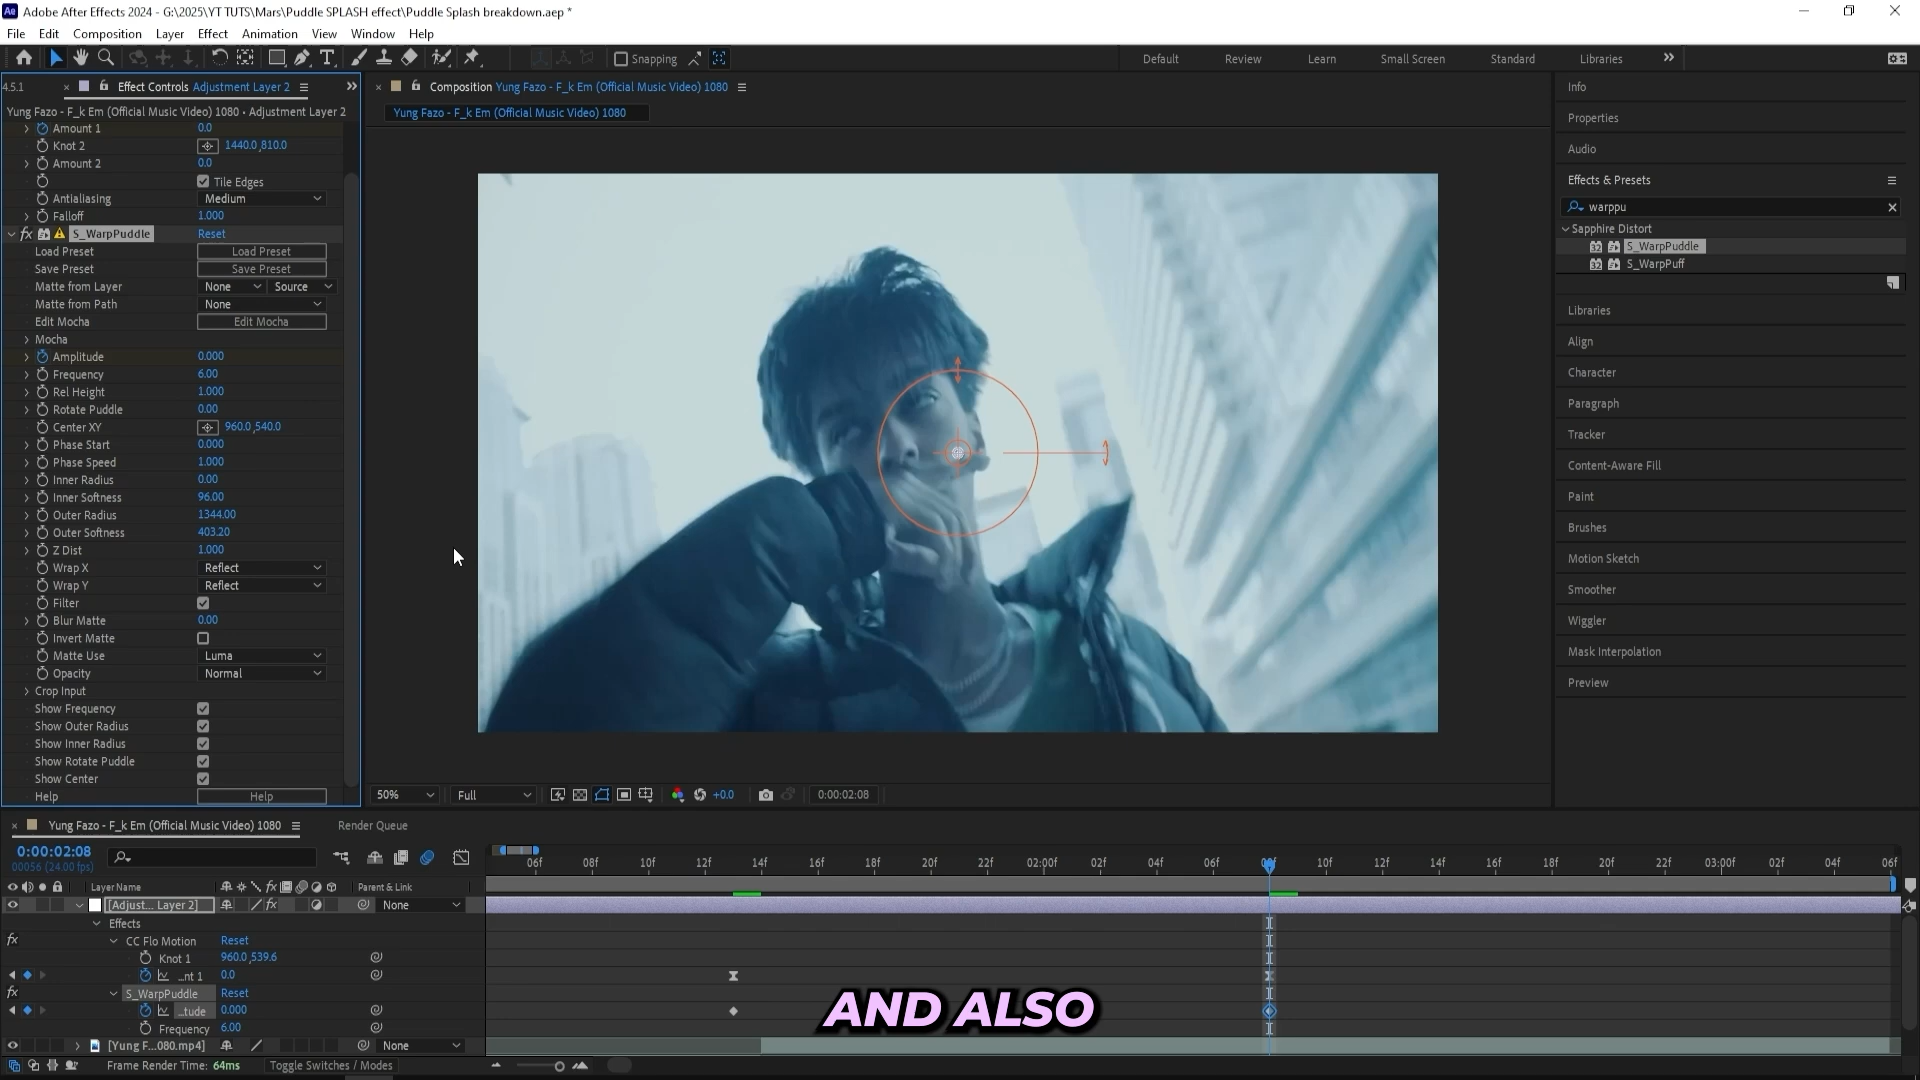 Adobe After Effects 2024 - G:\2025\YT TUTS\Mars\Puddle SPLASH effect\Puddle Splash breakdown.aep *
File Edit Composition Layer Effect Animation View Window Help
Snapping
Default Review Learn Small Screen Standard Libraries
4.5.1 Effect Controls Adjustment Layer 2
Yung Fazo - F_k Em (Official Music Video) 1080 • Adjustment Layer 2
Amount 1 0.0
Knot 2 1440.0,810.0
Amount 2 0.0
Tile Edges
Antialiasing Medium
Falloff 1.000
fx S_WarpPuddle Reset
Load Preset Load Preset
Save Preset Save Preset
Matte from Layer None Source
Matte from Path None
Edit Mocha Edit Mocha
Mocha
Amplitude 0.000
Frequency 6.00
Rel Height 1.000
Rotate Puddle 0.00
Center XY 960.0,540.0
Phase Start 0.000
Phase Speed 1.000
Inner Radius 0.00
Inner Softness 96.00
Outer Radius 1344.00
Outer Softness 403.20
Z Dist 1.000
Wrap X Reflect
Wrap Y Reflect
Filter
Blur Matte 0.00
Invert Matte
Matte Use Luma
Opacity Normal
Crop Input
Show Frequency
Show Outer Radius
Show Inner Radius
Show Rotate Puddle
Show Center
Help Help
Composition Yung Fazo - F_k Em (Official Music Video) 1080
Yung Fazo - F_k Em (Official Music Video) 1080
50% Full +0.0 0:00:02:08
Info
Properties
Audio
Effects & Presets
warppu
Sapphire Distort
32 S_WarpPuddle
32 S_WarpPuff
Libraries
Align
Character
Paragraph
Tracker
Content-Aware Fill
Paint
Brushes
Motion Sketch
Smoother
Wiggler
Mask Interpolation
Preview
Yung Fazo - F_k Em (Official Music Video) 1080 Render Queue
0:00:02:08
00056 (24.00 fps)
06f 08f 10f 12f 14f 16f 18f 20f 22f 02:00f 02f 04f 06f 08f 10f 12f 14f 16f 18f 20f 22f 03:00f 02f 04f 06f
Layer Name fx Parent & Link
[Adjust... Layer 2] fx None
Effects
fx CC Flo Motion Reset
Knot 1 960.0,539.6
...nt 1 0.0
fx S_WarpPuddle Reset
...tude 0.000
Frequency 6.00
[Yung F...080.mp4] None
Frame Render Time: 64ms Toggle Switches / Modes
AND ALSO